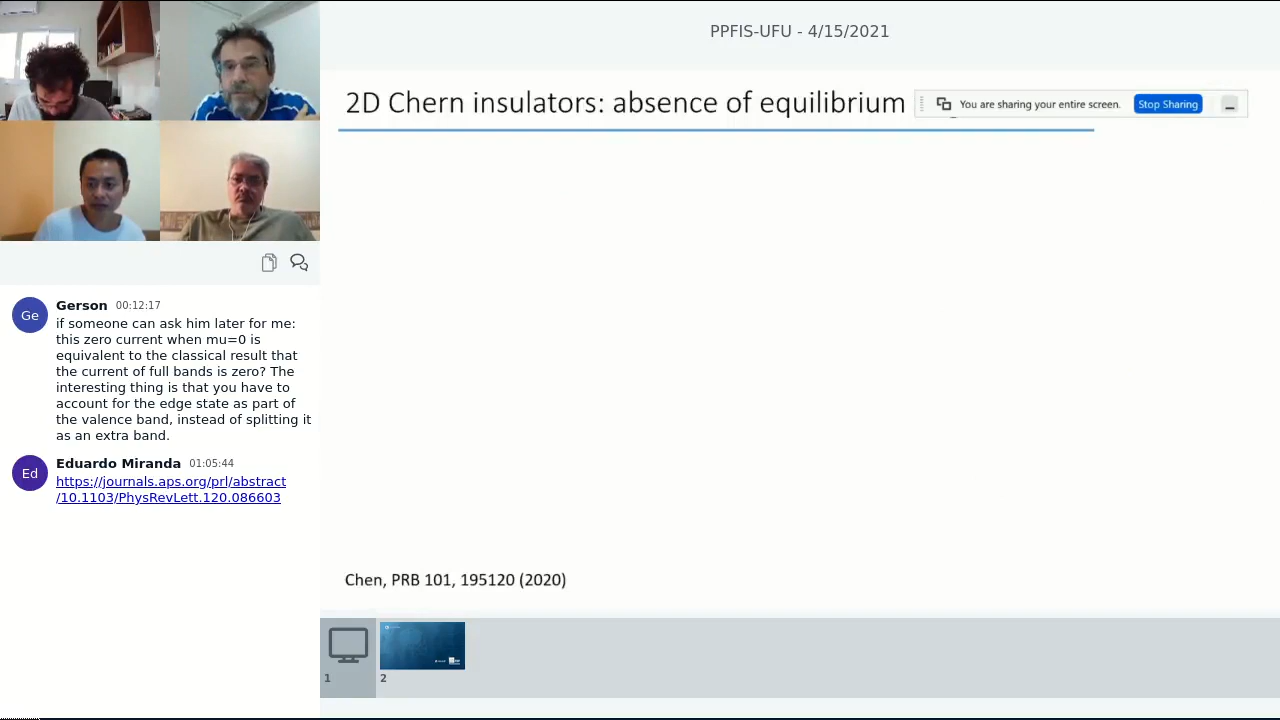 PPFIS-UFU - 4/15/2021
2D Chern insulators: absence of equilibrium
You are sharing your entire screen.
Stop Sharing
Ge
Gerson 00:12:17
if someone can ask him later for me:
this zero current when mu=0 is
equivalent to the classical result that
the current of full bands is zero? The
interesting thing is that you have to
account for the edge state as part of
the valence band, instead of splitting it
as an extra band.
Ed
Eduardo Miranda 01:05:44
https://journals.aps.org/prl/abstract
/10.1103/PhysRevLett.120.086603
Chen, PRB 101, 195120 (2020)
1
2